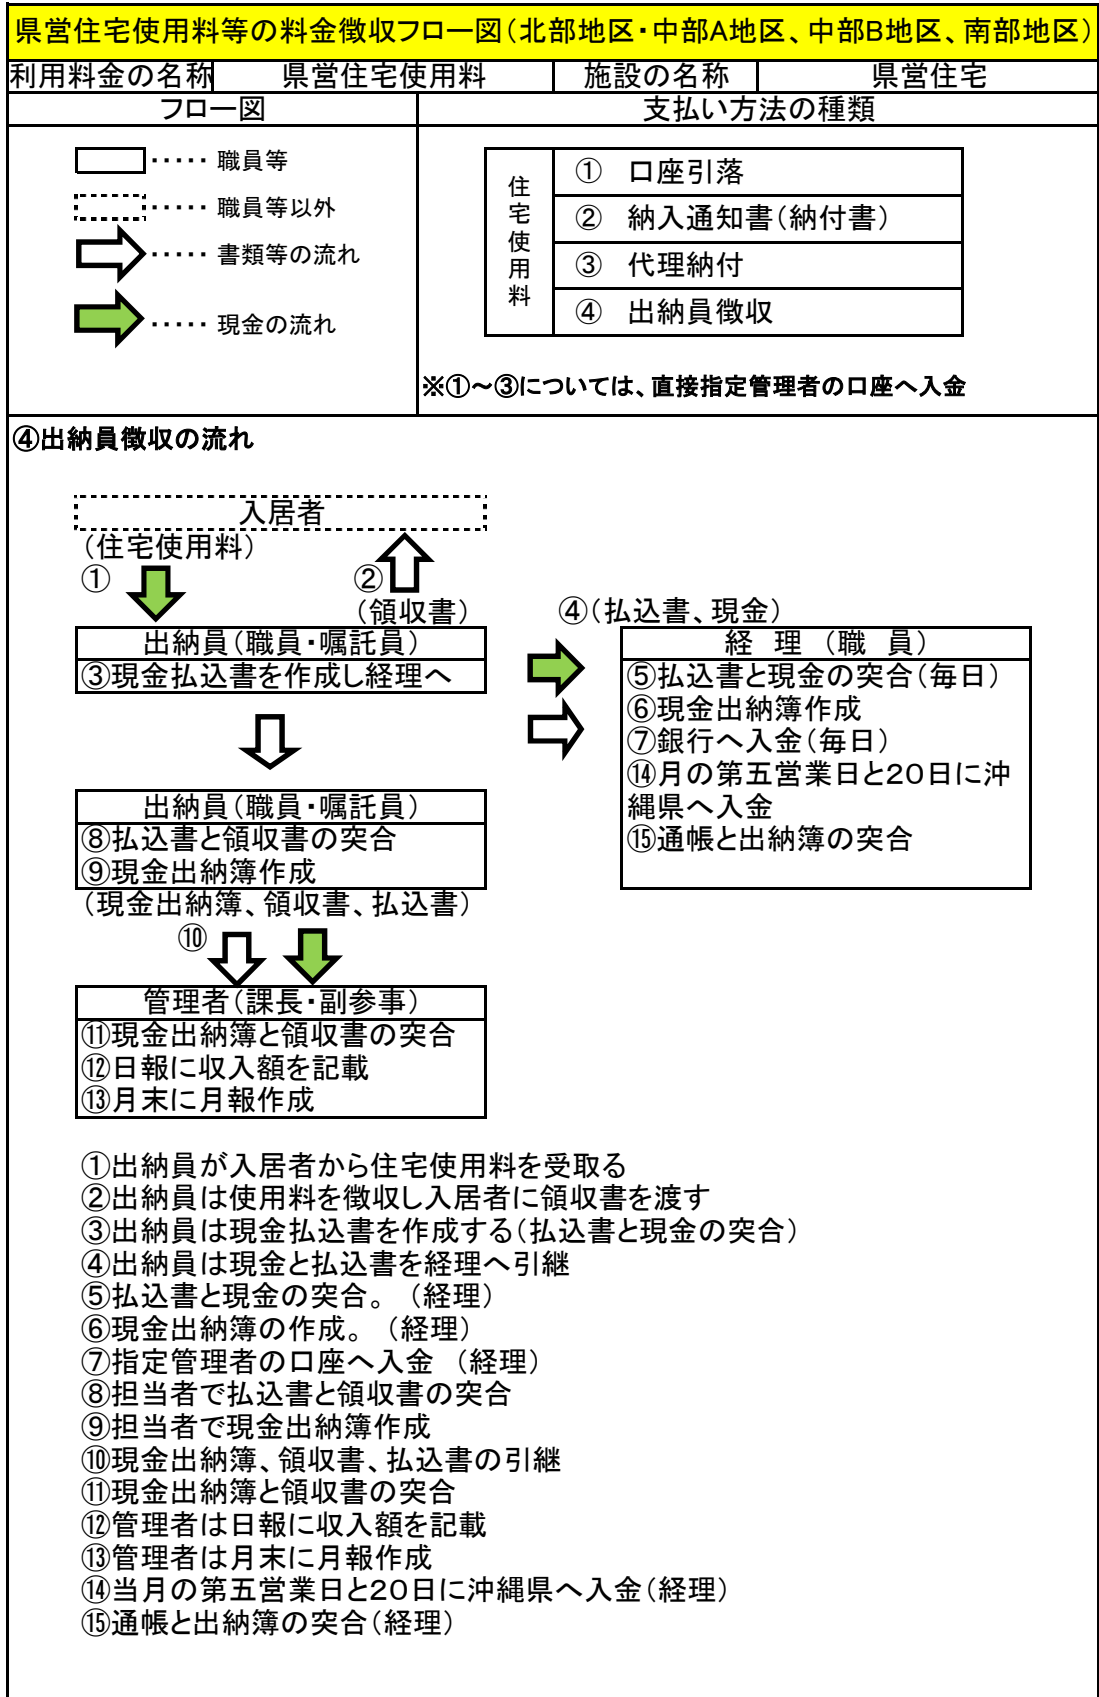 県営住宅使用料等の料金徴収フロー図(北部地区・中部A地区、中部B地区、南部地区)
利用料金の名称 県営住宅使用料 施設の名称 県営住宅
フロー図 支払い方法の種類
・・・・・ 職員等
・・・・・ 職員等以外
・・・・・ 書類等の流れ
・・・・・ 現金の流れ
住宅使用料
① 口座引落
② 納入通知書(納付書)
③ 代理納付
④ 出納員徴収
※①~③については、直接指定管理者の口座へ入金
④出納員徴収の流れ
入居者
(住宅使用料)
① ②
(領収書)
④(払込書、現金)
出納員(職員・嘱託員)
③現金払込書を作成し経理へ
経 理 (職 員)
⑤払込書と現金の突合(毎日)
⑥現金出納簿作成
⑦銀行へ入金(毎日)
⑭月の第五営業日と20日に沖
縄県へ入金
⑮通帳と出納簿の突合
出納員(職員・嘱託員)
⑧払込書と領収書の突合
⑨現金出納簿作成
(現金出納簿、領収書、払込書)
⑩
管理者(課長・副参事)
⑪現金出納簿と領収書の突合
⑫日報に収入額を記載
⑬月末に月報作成
①出納員が入居者から住宅使用料を受取る
②出納員は使用料を徴収し入居者に領収書を渡す
③出納員は現金払込書を作成する(払込書と現金の突合)
④出納員は現金と払込書を経理へ引継
⑤払込書と現金の突合。 (経理)
⑥現金出納簿の作成。 (経理)
⑦指定管理者の口座へ入金 (経理)
⑧担当者で払込書と領収書の突合
⑨担当者で現金出納簿作成
⑩現金出納簿、領収書、払込書の引継
⑪現金出納簿と領収書の突合
⑫管理者は日報に収入額を記載
⑬管理者は月末に月報作成
⑭当月の第五営業日と20日に沖縄県へ入金(経理)
⑮通帳と出納簿の突合(経理)